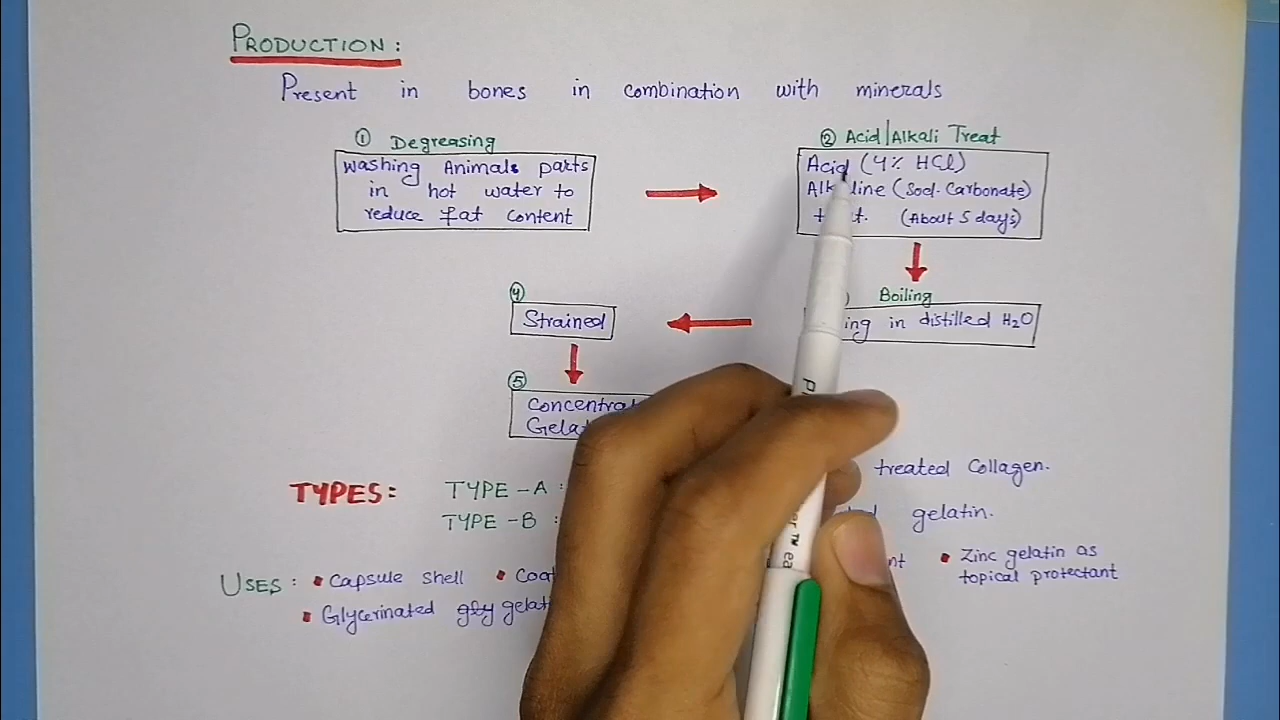 PRODUCTION:
Present in bones in combination with minerals
① Degreasing
Washing Animals parts
in hot water to
reduce fat content
② Acid/Alkali Treat
Acid (4% HCl)
(Sod. Carbonate)
(About 5 days)
Boiling
in distilled H2O
④
Strained
⑤
TYPES: TYPE-A : treated Collagen.
TYPE-B : gelatin.
USES: • Capsule shell • • Zinc gelatin as
topical protectant
• Glycerinated